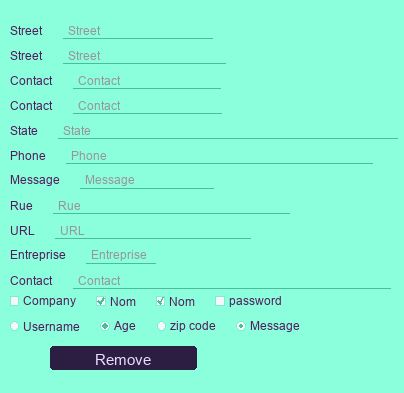 Street Street
Street Street
Contact Contact
Contact Contact
State State
Phone Phone
Message Message
Rue Rue
URL URL
Entreprise Entreprise
Contact Contact
Company Nom Nom password
Username Age zip code Message
Remove